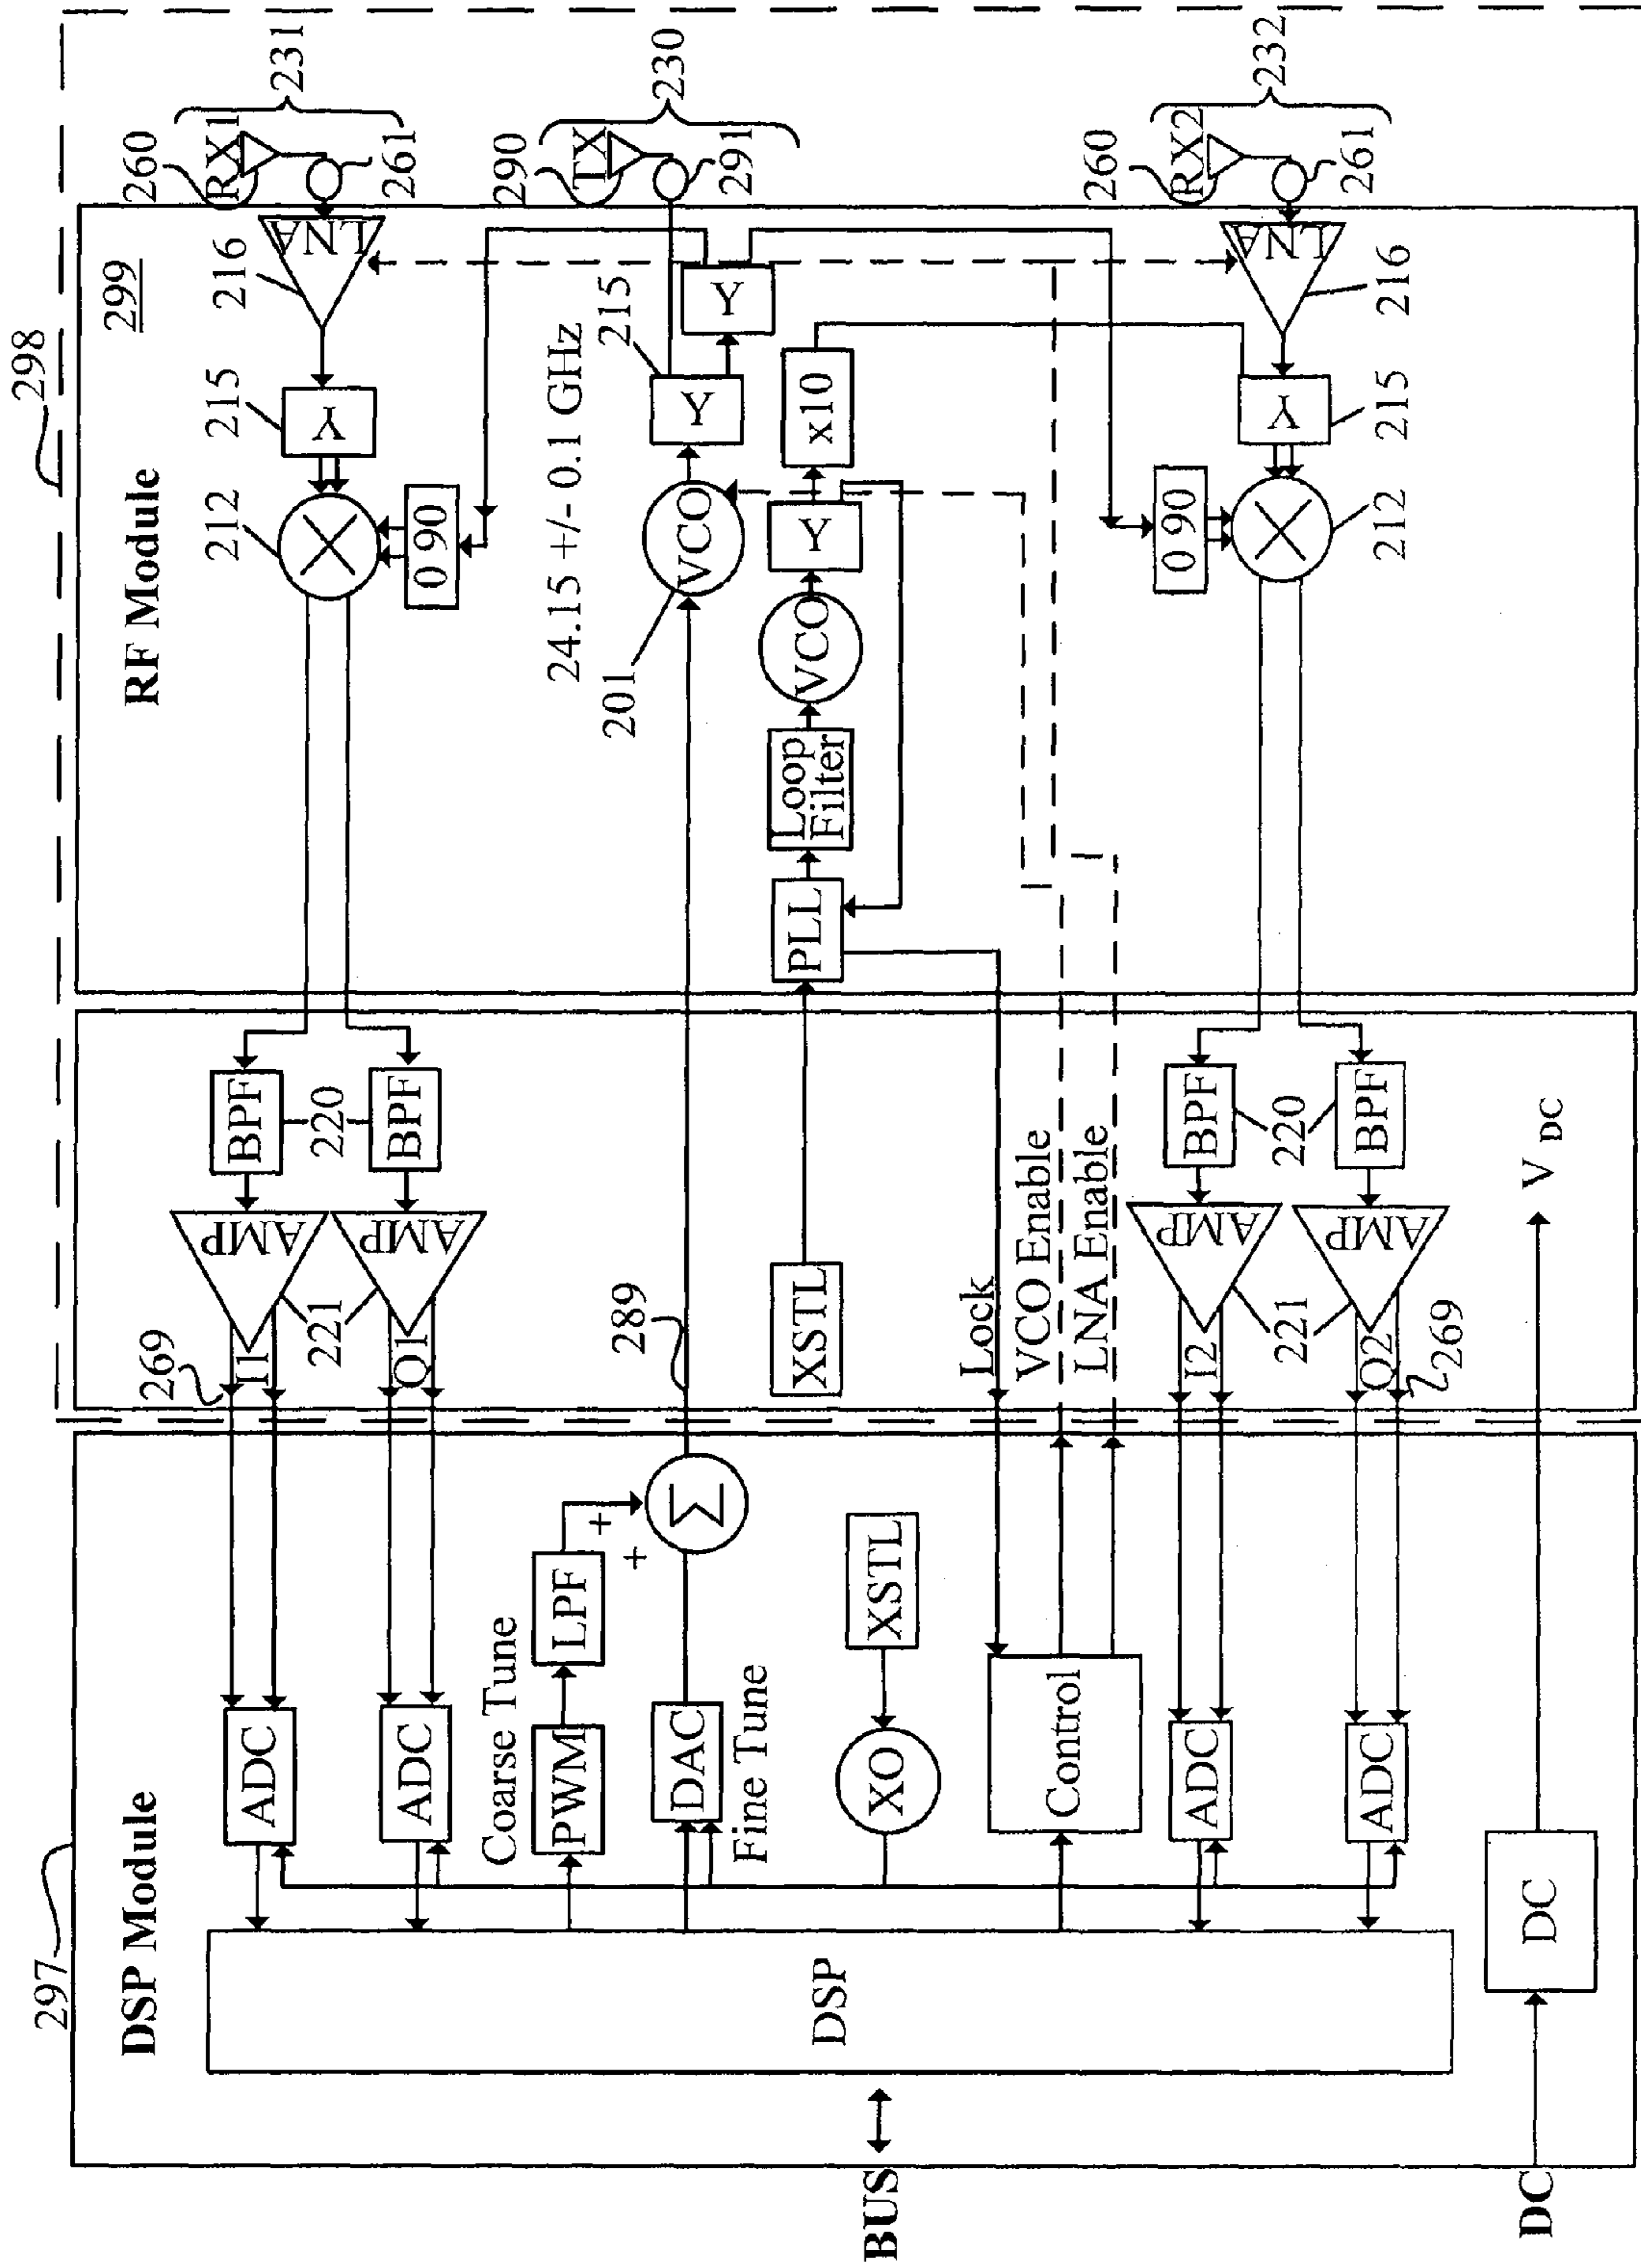 298
297
DSP Module
RF Module
299
269
I1
ADC
AMP
BPF
220
221
212
215
216
LNA
260
RX1
231
261
ADC
Q1
AMP
BPF
Y
0 90
Coarse Tune
PWM
LPF
+
+
Σ
289
24.15 +/- 0.1 GHz
201
VCO
Y
215
Y
290
TX
230
291
DAC
Fine Tune
DSP
BUS
XO
XSTL
XSTL
PLL
Loop
Filter
VCO
Y
x10
Lock
VCO Enable
LNA Enable
Control
ADC
I2
AMP
BPF
220
221
0 90
212
Y
215
LNA
216
260
RX2
232
261
ADC
Q2
269
AMP
BPF
DC
DC
V DC